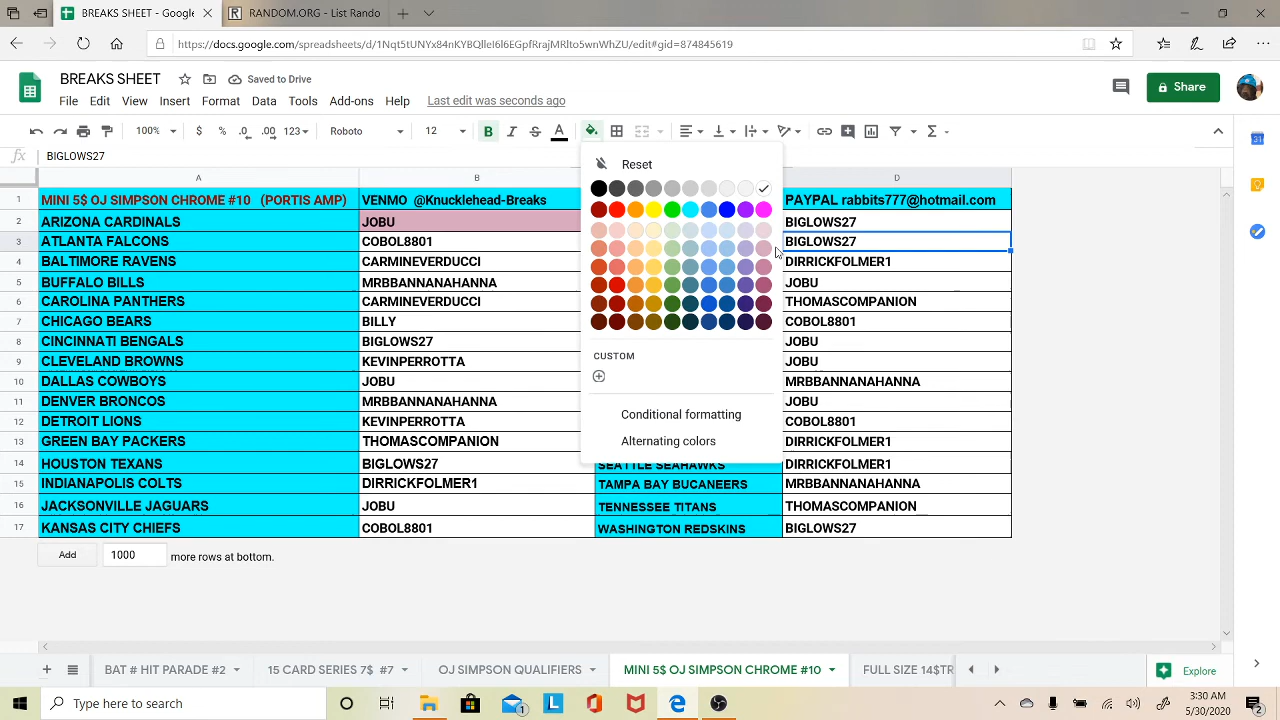 BREAKS SHEET - Google
RANDOM.ORG - List Rando
https://docs.google.com/spreadsheets/d/1Nqt5tUNYx84nKYBQlleI6l6EGpfRrajMRlto5wnWhZU/edit#gid=874845619
BREAKS SHEET
Saved to Drive
File Edit View Insert Format Data Tools Add-ons Help Last edit was seconds ago
Share
100% $ % .0 .00 123 Roboto 12 B I S A
fx BIGLOWS27
Reset
A B D
1 MINI 5$ OJ SIMPSON CHROME #10 (PORTIS AMP) VENMO @Knucklehead-Breaks PAYPAL rabbits777@hotmail.com
2 ARIZONA CARDINALS JOBU BIGLOWS27
3 ATLANTA FALCONS COBOL8801 BIGLOWS27
4 BALTIMORE RAVENS CARMINEVERDUCCI DIRRICKFOLMER1
5 BUFFALO BILLS MRBBANNANAHANNA JOBU
6 CAROLINA PANTHERS CARMINEVERDUCCI THOMASCOMPANION
7 CHICAGO BEARS BILLY COBOL8801
8 CINCINNATI BENGALS BIGLOWS27 JOBU
9 CLEVELAND BROWNS KEVINPERROTTA JOBU
10 DALLAS COWBOYS JOBU MRBBANNANAHANNA
11 DENVER BRONCOS MRBBANNANAHANNA JOBU
12 DETROIT LIONS KEVINPERROTTA COBOL8801
13 GREEN BAY PACKERS THOMASCOMPANION DIRRICKFOLMER1
14 HOUSTON TEXANS BIGLOWS27 SEATTLE SEAHAWKS DIRRICKFOLMER1
15 INDIANAPOLIS COLTS DIRRICKFOLMER1 TAMPA BAY BUCANEERS MRBBANNANAHANNA
16 JACKSONVILLE JAGUARS JOBU TENNESSEE TITANS THOMASCOMPANION
17 KANSAS CITY CHIEFS COBOL8801 WASHINGTON REDSKINS BIGLOWS27
CUSTOM
Conditional formatting
Alternating colors
Add 1000 more rows at bottom.
BAT # HIT PARADE #2 15 CARD SERIES 7$ #7 OJ SIMPSON QUALIFIERS MINI 5$ OJ SIMPSON CHROME #10 FULL SIZE 14$TR Explore
Type here to search
3:30 AM
5/30/2020